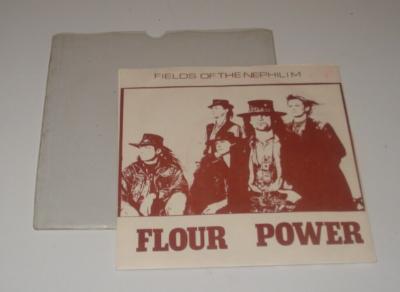 FIELDS OF THE NEPHILIM
FLOUR POWER